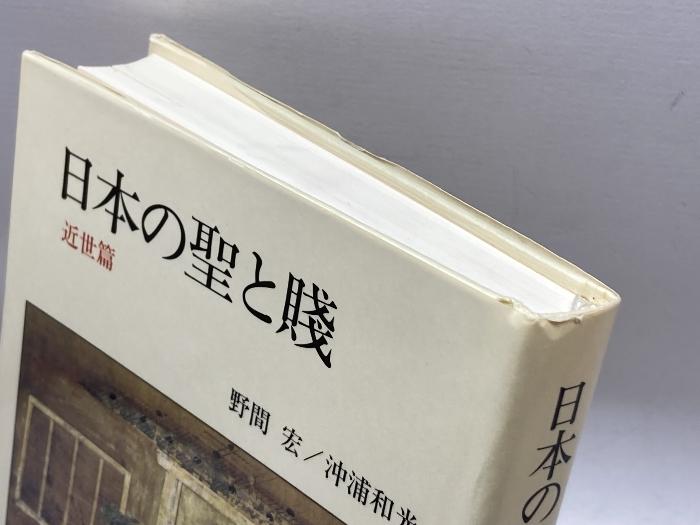 日本の聖と賤
近世篇
野間 宏／沖浦和光
日本の